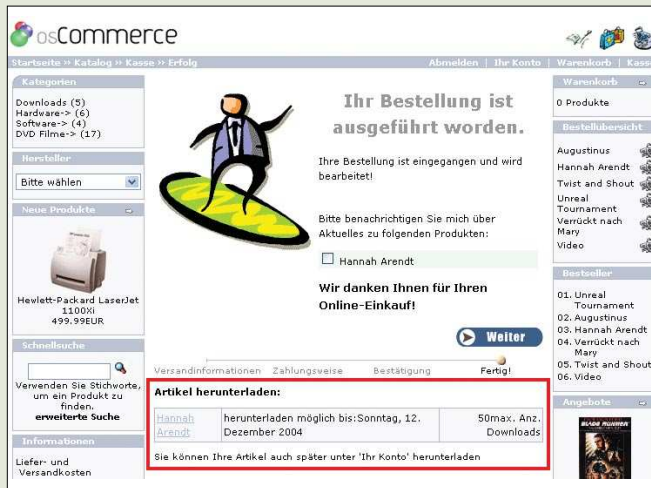 osCommerce
Startseite » Katalog » Kasse » Erfolg
Abmelden | Ihr Konto | Warenkorb | Kasse
Kategorien
Downloads (5)
Hardware-> (6)
Software-> (4)
DVD Filme-> (17)
Hersteller
Bitte wählen
Neue Produkte
Hewlett-Packard LaserJet
1100Xi
499.99EUR
Schnellsuche
Verwenden Sie Stichworte,
um ein Produkt zu
finden.
erweiterte Suche
Informationen
Liefer- und
Versandkosten
Ihr Bestellung ist
ausgeführt worden.
Ihre Bestellung ist eingegangen und wird
bearbeitet!
Bitte benachrichtigen Sie mich über
Aktuelles zu folgenden Produkten:
Hannah Arendt
Wir danken Ihnen für Ihren
Online-Einkauf!
Weiter
Versandinformationen Zahlungsweise Bestätigung Fertig!
Artikel herunterladen:
Hannah Arendt
herunterladen möglich bis:Sonntag, 12.
Dezember 2004
50max. Anz.
Downloads
Sie können Ihre Artikel auch später unter 'Ihr Konto' herunterladen
Warenkorb
0 Produkte
Bestellübersicht
Augustinus
Hannah Arendt
Twist and Shout
Unreal
Tournament
Verrückt nach
Mary
Video
Bestseller
01. Unreal
Tournament
02. Augustinus
03. Hannah Arendt
04. Verrückt nach
Mary
05. Twist and Shout
06. Video
Angebote
BLADE RUNNER